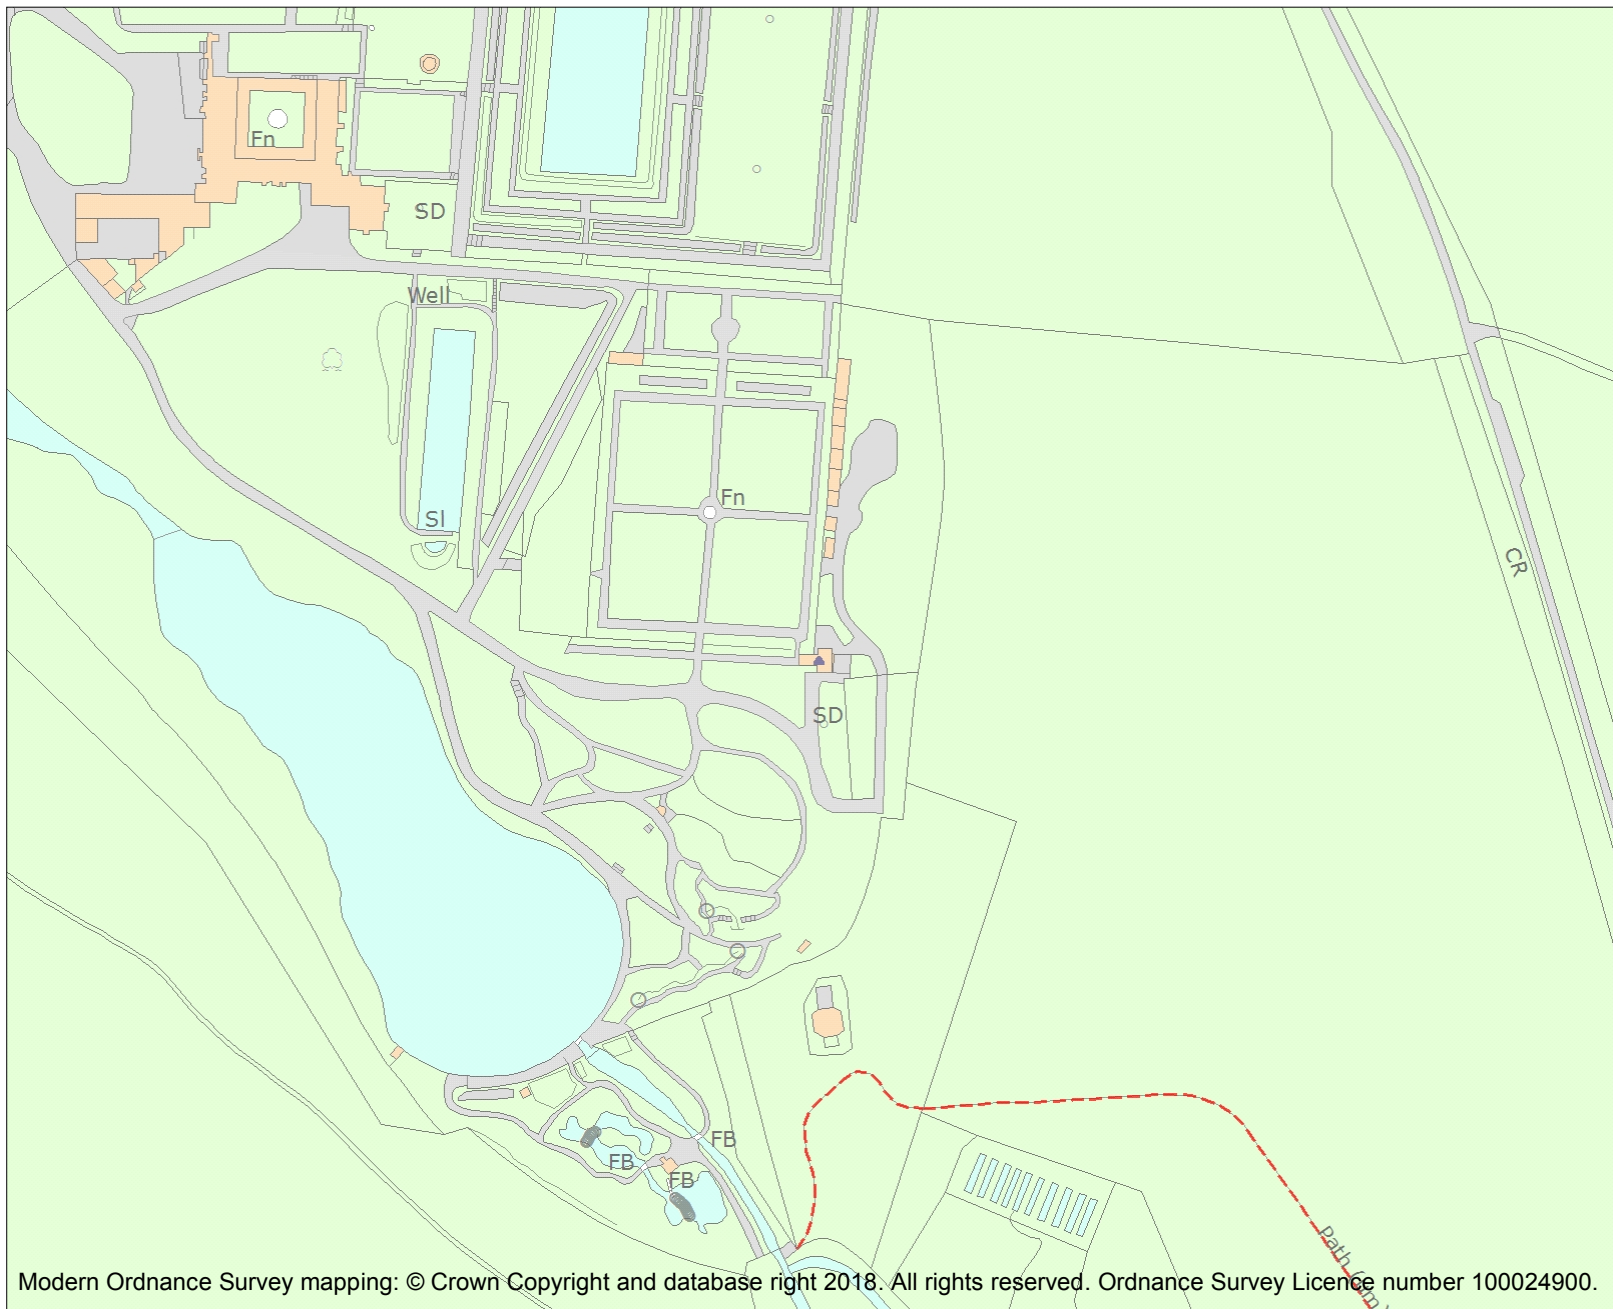 Fn
SD
Well
Fn
Sl
CR
SD
FB
FB
FB
Path
Modern Ordnance Survey mapping: © Crown Copyright and database right 2018. All rights reserved. Ordnance Survey Licence number 100024900.